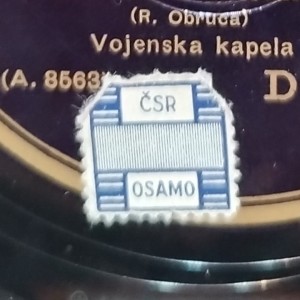 (R. Obruča)
Vojenska kapela
(A. 8563)
D
ČSR
OSAMO